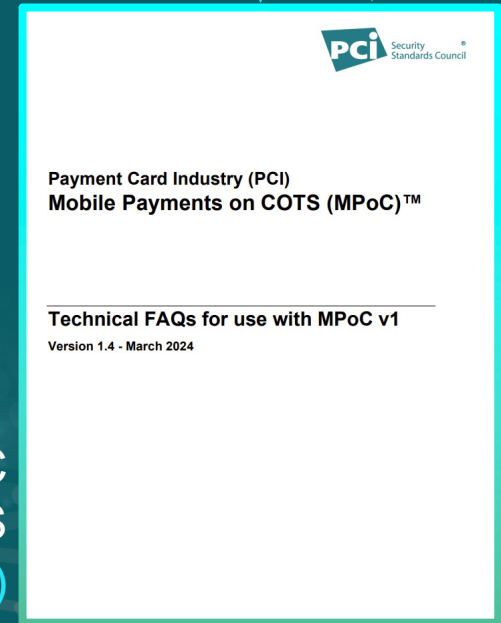 PCI Security
Standards Council
®
Payment Card Industry (PCI)
Mobile Payments on COTS (MPoC)™
Technical FAQs for use with MPoC v1
Version 1.4 - March 2024
C
S
)